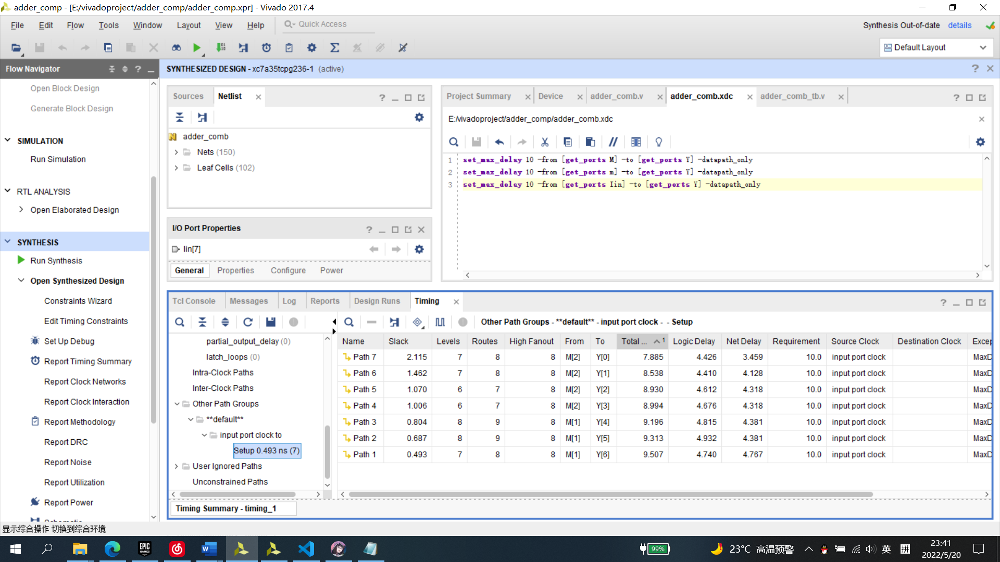 adder_comp - [E:/vivadoproject/adder_comp/adder_comp.xpr] - Vivado 2017.4
File Edit Flow Tools Window Layout View Help Quick Access
Synthesis Out-of-date details
Default Layout
Flow Navigator
Open Block Design
Generate Block Design
SIMULATION
Run Simulation
RTL ANALYSIS
Open Elaborated Design
SYNTHESIS
Run Synthesis
Open Synthesized Design
Constraints Wizard
Edit Timing Constraints
Set Up Debug
Report Timing Summary
Report Clock Networks
Report Clock Interaction
Report Methodology
Report DRC
Report Noise
Report Utilization
Report Power
SYNTHESIZED DESIGN - xc7a35tcpg236-1 (active)
Sources Netlist
adder_comb
Nets (150)
Leaf Cells (102)
I/O Port Properties
Iin[7]
General Properties Configure Power
Project Summary Device adder_comb.v adder_comb.xdc adder_comb_tb.v
E:/vivadoproject/adder_comp/adder_comb.xdc
1 set_max_delay 10 -from [get_ports M] -to [get_ports Y] -datapath_only
2 set_max_delay 10 -from [get_ports m] -to [get_ports Y] -datapath_only
3 set_max_delay 10 -from [get_ports Iin] -to [get_ports Y] -datapath_only
Tcl Console Messages Log Reports Design Runs Timing
partial_output_delay (0)
latch_loops (0)
Intra-Clock Paths
Inter-Clock Paths
Other Path Groups
**default**
input port clock to
Setup 0.493 ns (7)
User Ignored Paths
Unconstrained Paths
Other Path Groups - **default** - input port clock - - Setup
Name Slack Levels Routes High Fanout From To Total ... 1 Logic Delay Net Delay Requirement Source Clock Destination Clock Excep
Path 7 2.115 7 8 8 M[2] Y[0] 7.885 4.426 3.459 10.0 input port clock MaxD
Path 6 1.462 7 8 8 M[2] Y[1] 8.538 4.410 4.128 10.0 input port clock MaxD
Path 5 1.070 6 7 8 M[2] Y[2] 8.930 4.612 4.318 10.0 input port clock MaxD
Path 4 1.006 6 7 8 M[2] Y[3] 8.994 4.676 4.318 10.0 input port clock MaxD
Path 3 0.804 8 9 8 M[1] Y[4] 9.196 4.815 4.381 10.0 input port clock MaxD
Path 2 0.687 8 9 8 M[1] Y[5] 9.313 4.932 4.381 10.0 input port clock MaxD
Path 1 0.493 7 8 8 M[1] Y[6] 9.507 4.740 4.767 10.0 input port clock MaxD
Timing Summary - timing_1
显示综合操作 切换到综合环境
EPIC GAMES
99%
23°C 高温预警
英
拼
23:41
2022/5/20